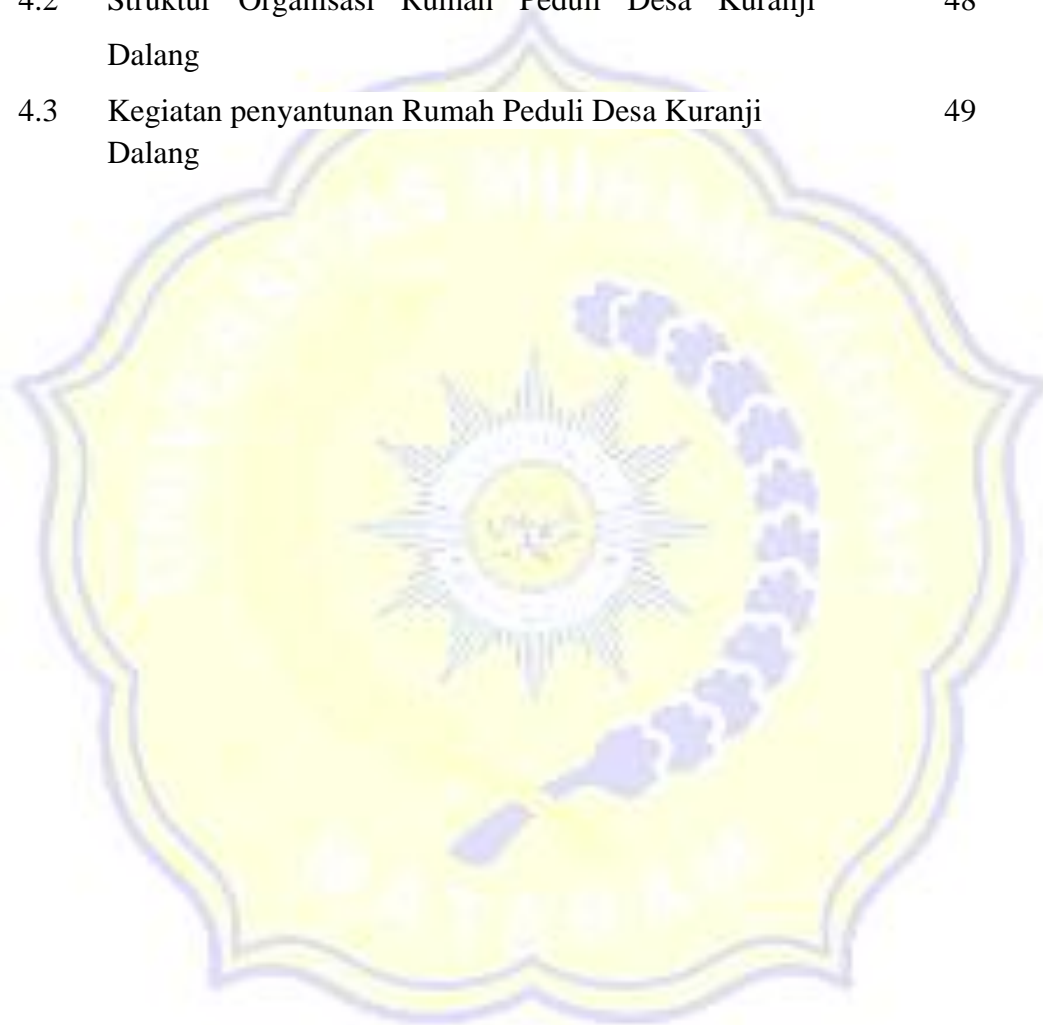 4.2 Struktur Organisasi Rumah Peduli Desa Kuranji 48
Dalang
4.3 Kegiatan penyantunan Rumah Peduli Desa Kuranji 49
Dalang
MATARAM